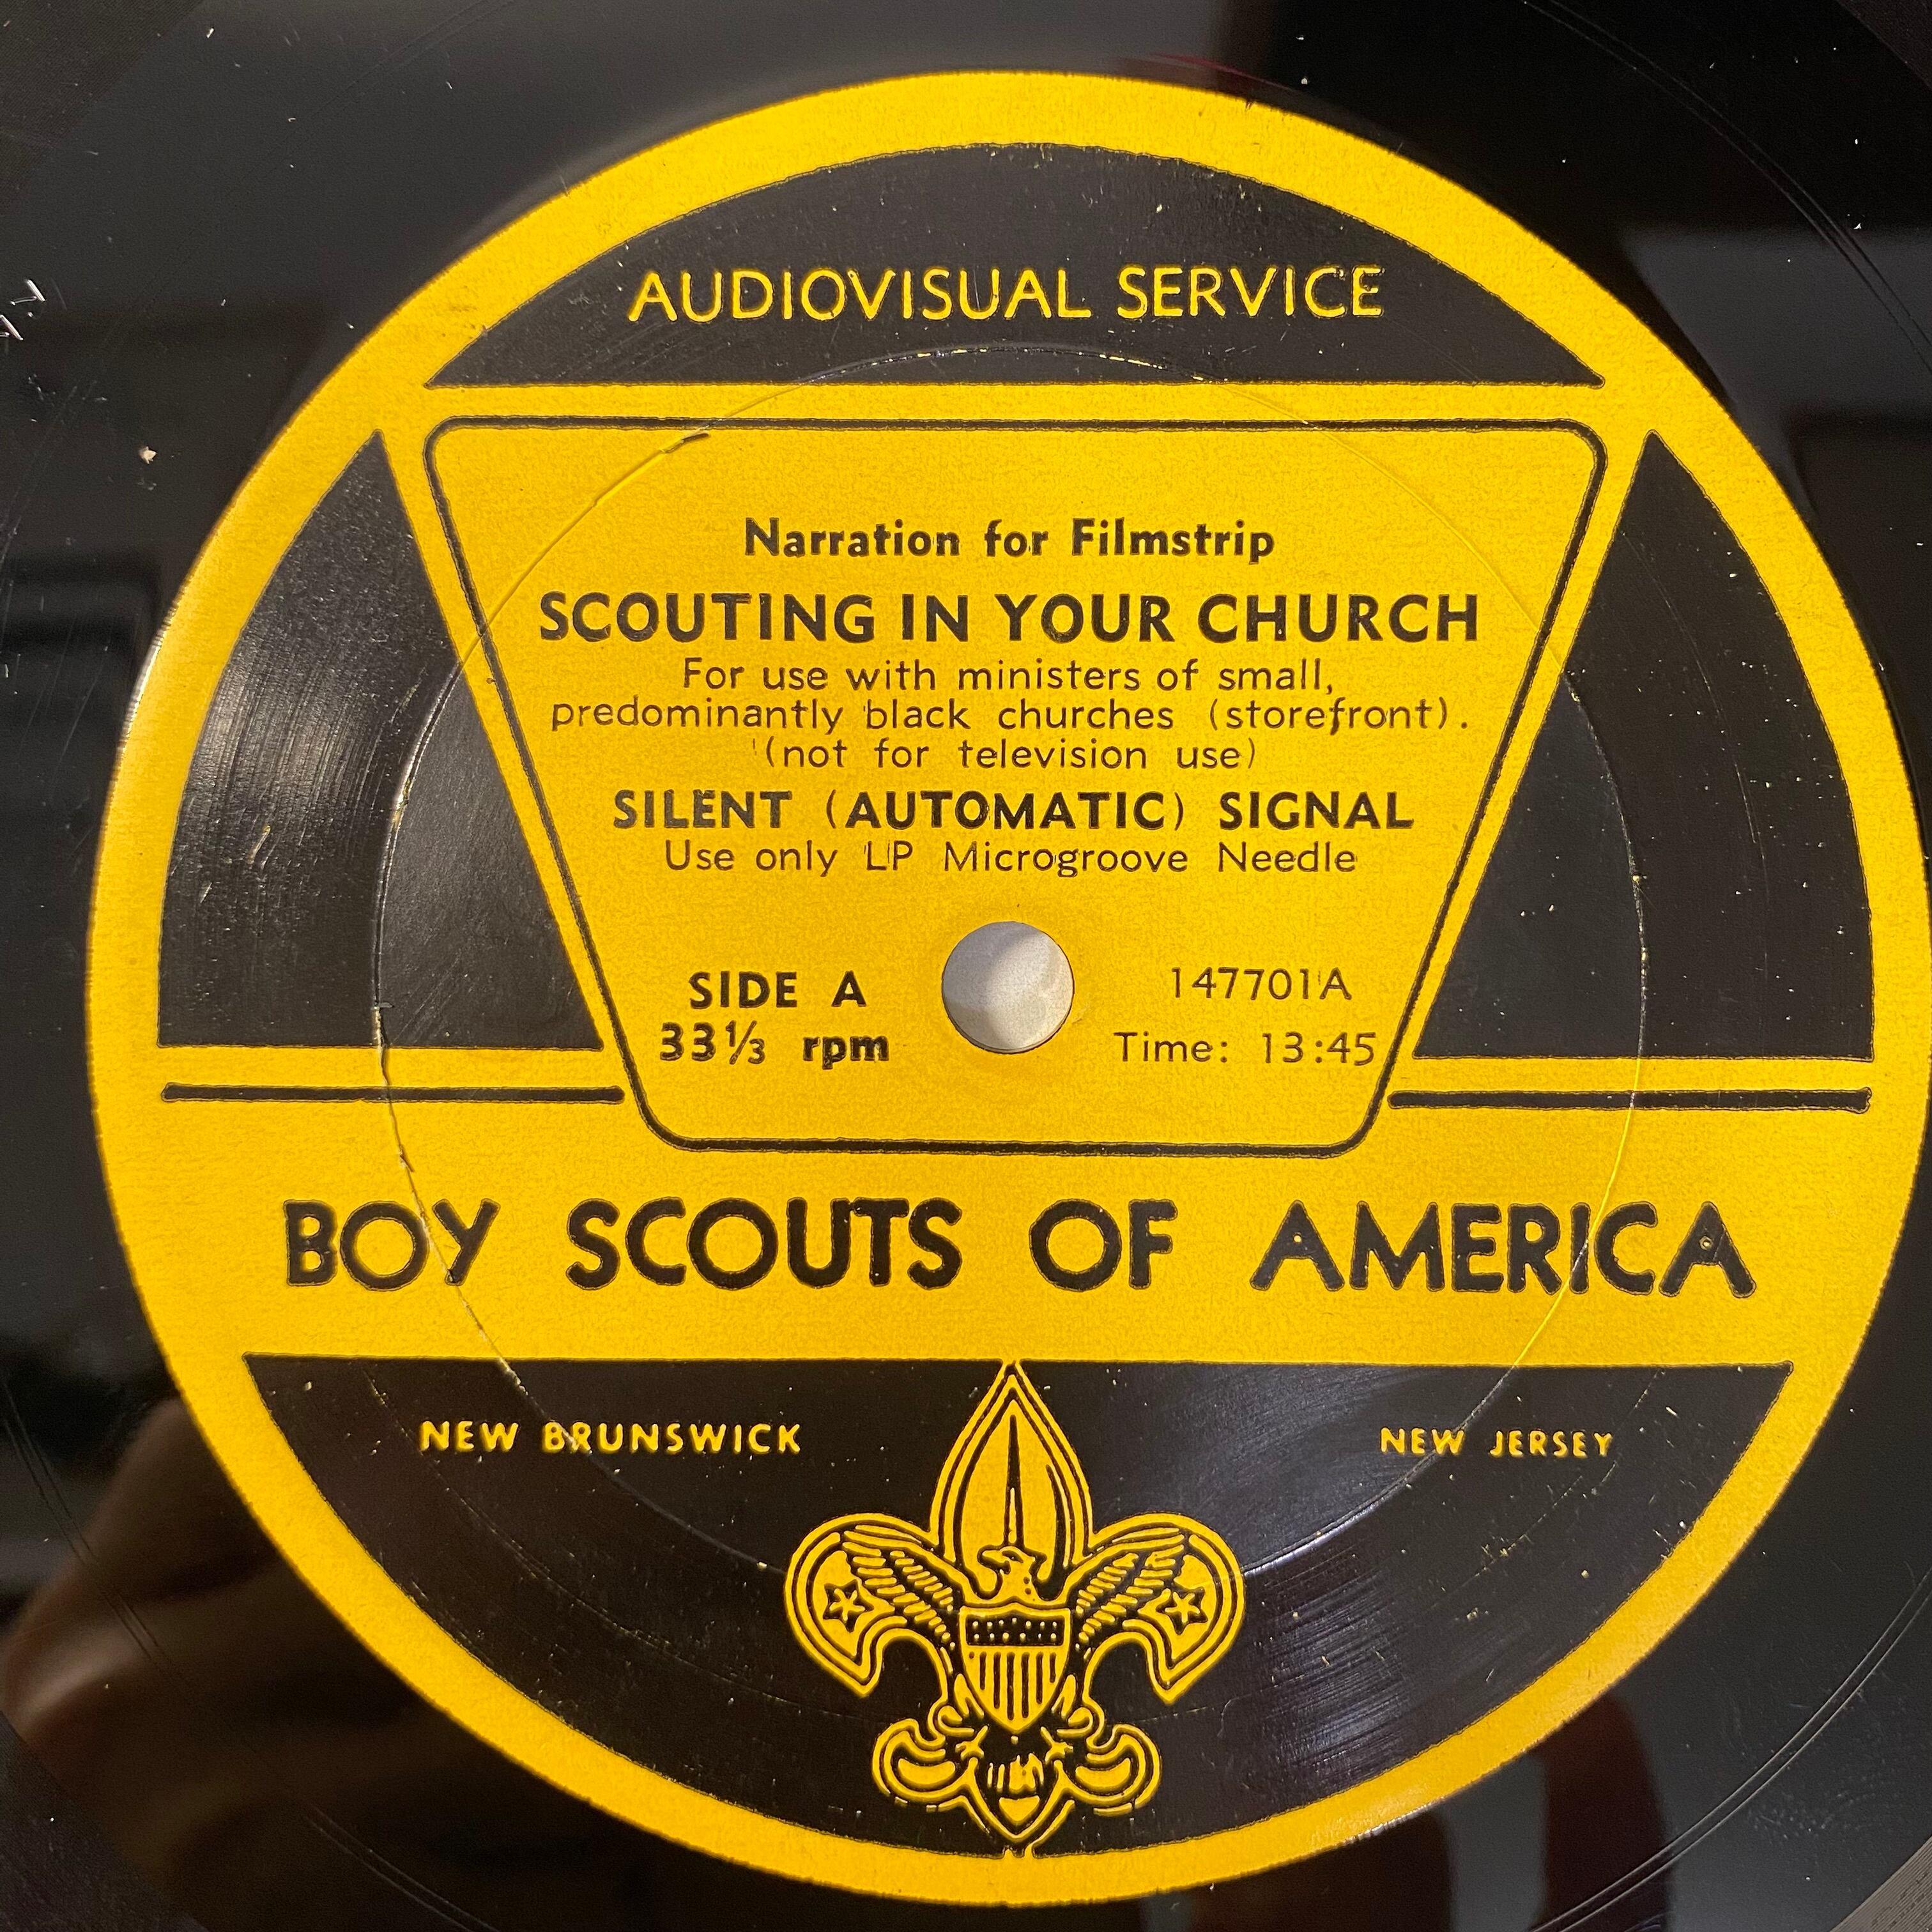 AUDIOVISUAL SERVICE
Narration for Filmstrip
SCOUTING IN YOUR CHURCH
For use with ministers of small,
predominantly black churches (storefront).
(not for television use)
SILENT (AUTOMATIC) SIGNAL
Use only LP Microgroove Needle
SIDE A
33⅓ rpm
147701A
Time: 13:45
BOY SCOUTS OF AMERICA
NEW BRUNSWICK
NEW JERSEY